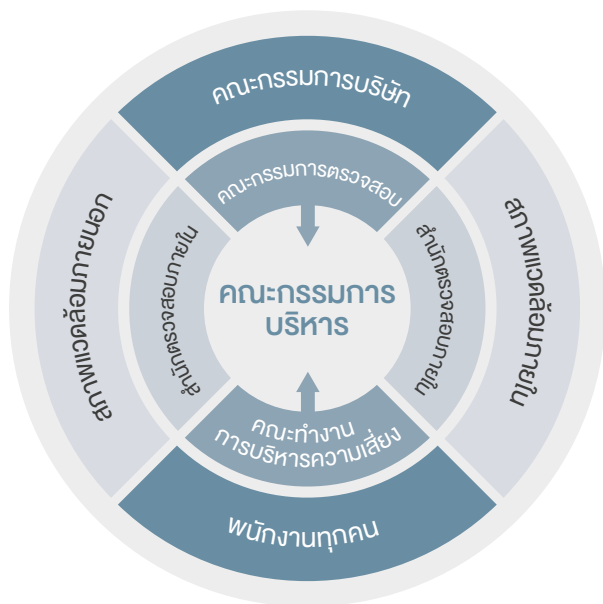 คณะกรรมการบริษัท
คณะกรรมการตรวจสอบ
สภาพแวดล้อมภายนอก
สำนักตรวจสอบภายใน
คณะกรรมการ
บริหาร
สำนักตรวจสอบภายใน
สภาพแวดล้อมภายใน
คณะทำงาน
การบริหารความเสี่ยง
พนักงานทุกคน